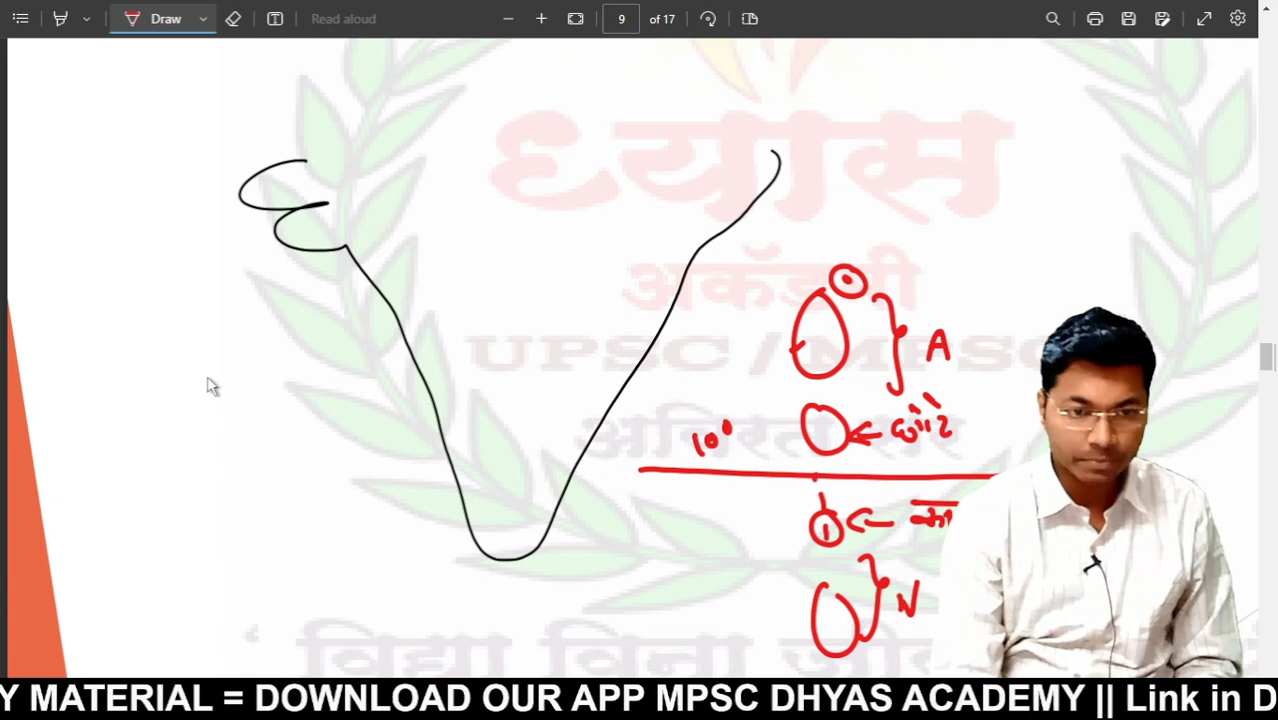 Draw
Read aloud
9 of 17
ध्यास
अकॅडमी
UPSC / MPSC
A
10°
N
विद्या विना
Y MATERIAL = DOWNLOAD OUR APP MPSC DHYAS ACADEMY || Link in D